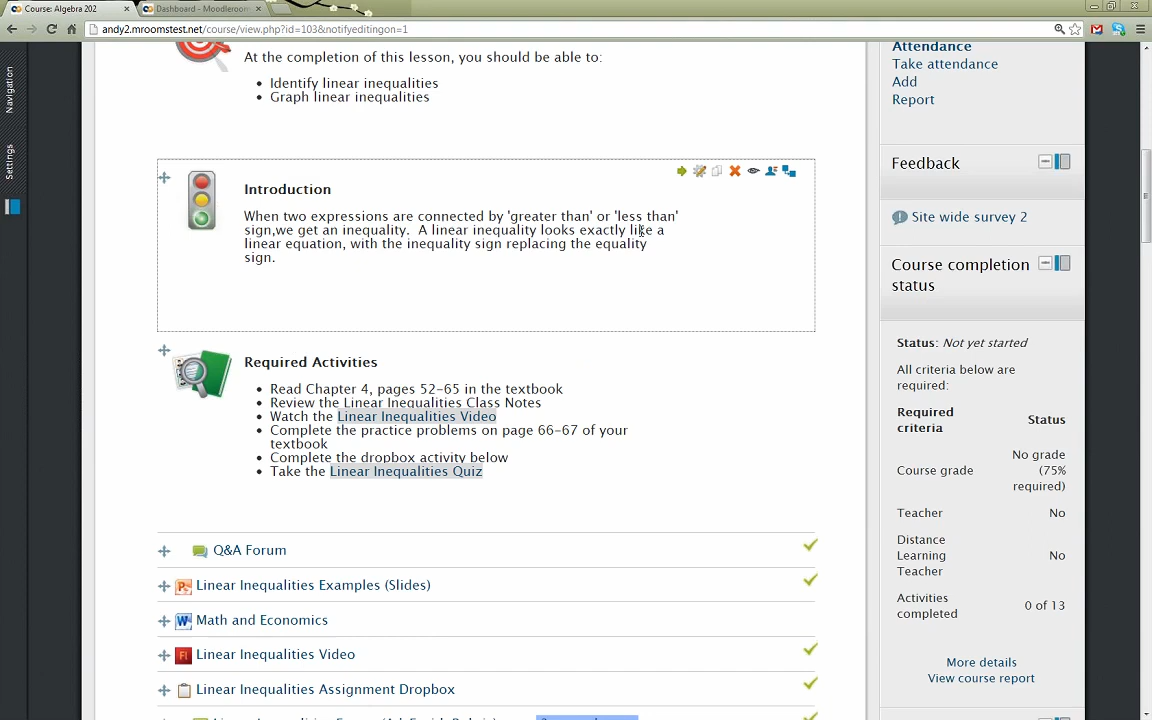 Course: Algebra 202
Dashboard - Moodleroom
andy2.mroomstest.net/course/view.php?id=103&notifyeditingon=1
Navigation
Settings
At the completion of this lesson, you should be able to:
Identify linear inequalities
Graph linear inequalities
Introduction
When two expressions are connected by 'greater than' or 'less than'
sign,we get an inequality. A linear inequality looks exactly like a
linear equation, with the inequality sign replacing the equality
sign.
Required Activities
Read Chapter 4, pages 52-65 in the textbook
Review the Linear Inequalities Class Notes
Watch the Linear Inequalities Video
Complete the practice problems on page 66-67 of your
textbook
Complete the dropbox activity below
Take the Linear Inequalities Quiz
Q&A Forum
Linear Inequalities Examples (Slides)
Math and Economics
Linear Inequalities Video
Linear Inequalities Assignment Dropbox
Attendance
Take attendance
Add
Report
Feedback
Site wide survey 2
Course completion
status
Status: Not yet started
All criteria below are
required:
Required
criteria
Status
Course grade
No grade
(75%
required)
Teacher No
Distance
Learning
Teacher
No
Activities
completed
0 of 13
More details
View course report